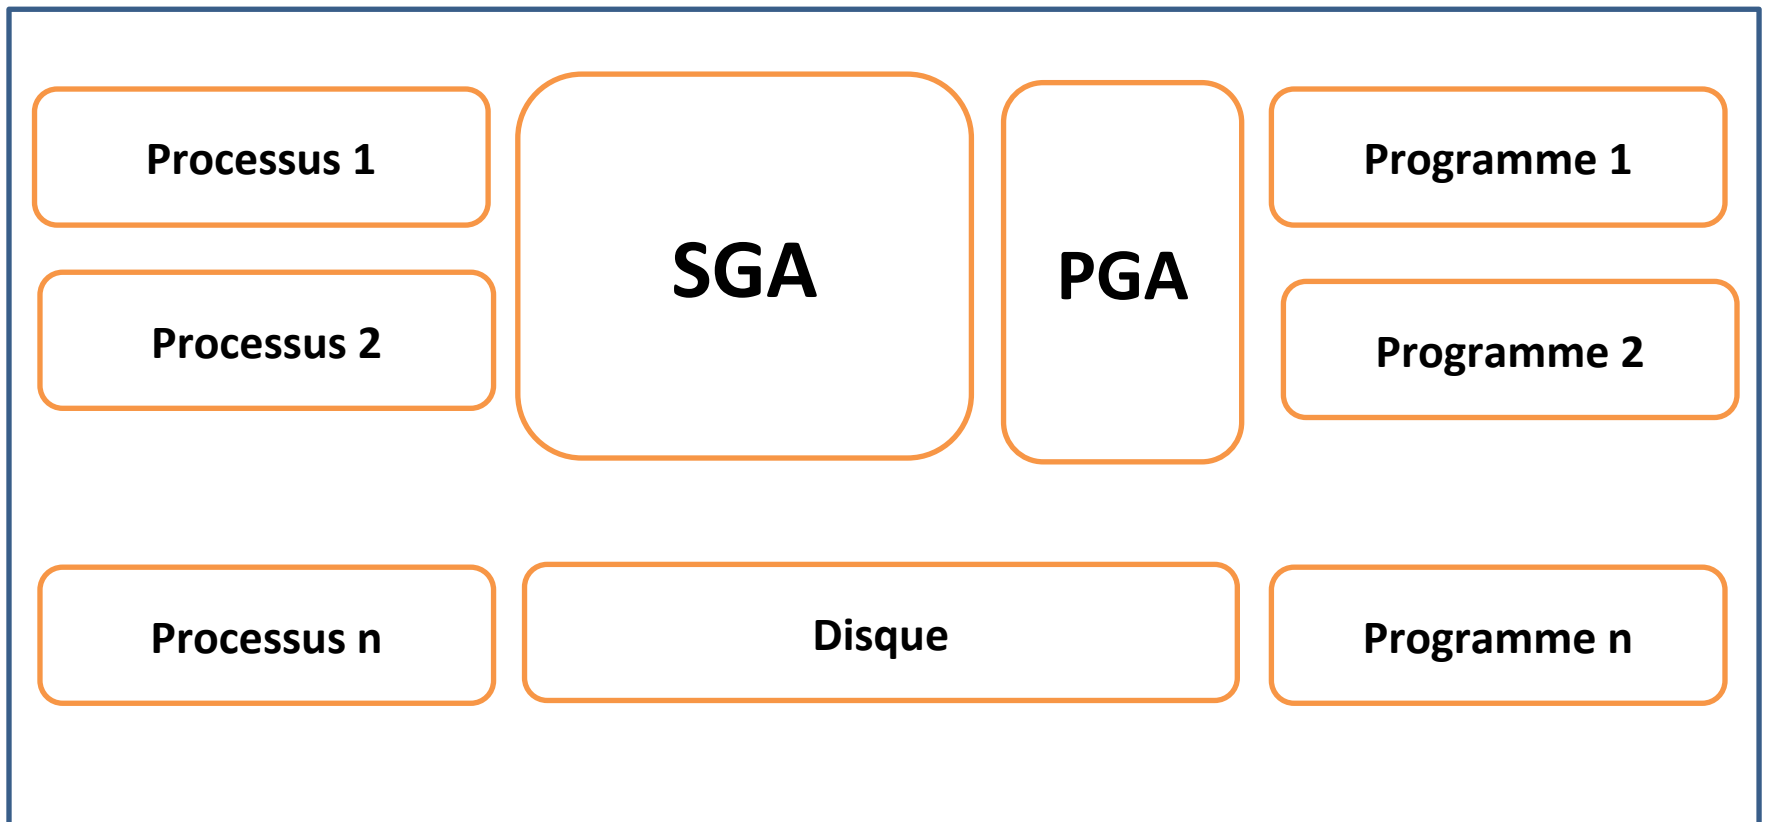 Processus 1
SGA
PGA
Programme 1
Processus 2
Programme 2
Processus n
Disque
Programme n